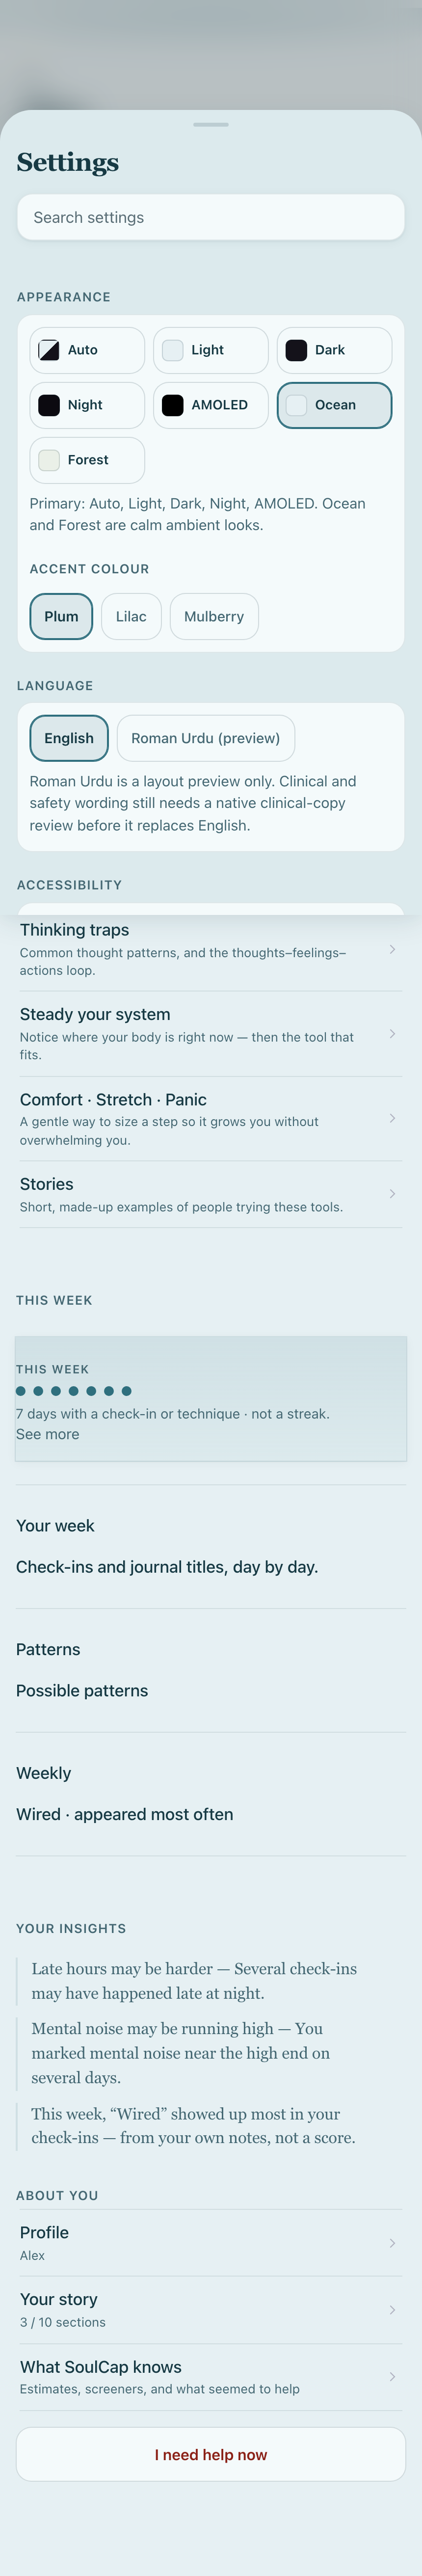 Settings
Search settings
APPEARANCE
Auto
Light
Dark
Night
AMOLED
Ocean
Forest
Primary: Auto, Light, Dark, Night, AMOLED. Ocean
and Forest are calm ambient looks.
ACCENT COLOUR
Plum
Lilac
Mulberry
LANGUAGE
English
Roman Urdu (preview)
Roman Urdu is a layout preview only. Clinical and
safety wording still needs a native clinical-copy
review before it replaces English.
ACCESSIBILITY
Thinking traps
Common thought patterns, and the thoughts–feelings–
actions loop.
Steady your system
Notice where your body is right now — then the tool that
fits.
Comfort · Stretch · Panic
A gentle way to size a step so it grows you without
overwhelming you.
Stories
Short, made-up examples of people trying these tools.
THIS WEEK
THIS WEEK
7 days with a check-in or technique · not a streak.
See more
Your week
Check-ins and journal titles, day by day.
Patterns
Possible patterns
Weekly
Wired · appeared most often
YOUR INSIGHTS
Late hours may be harder — Several check-ins
may have happened late at night.
Mental noise may be running high — You
marked mental noise near the high end on
several days.
This week, “Wired” showed up most in your
check-ins — from your own notes, not a score.
ABOUT YOU
Profile
Alex
Your story
3 / 10 sections
What SoulCap knows
Estimates, screeners, and what seemed to help
I need help now